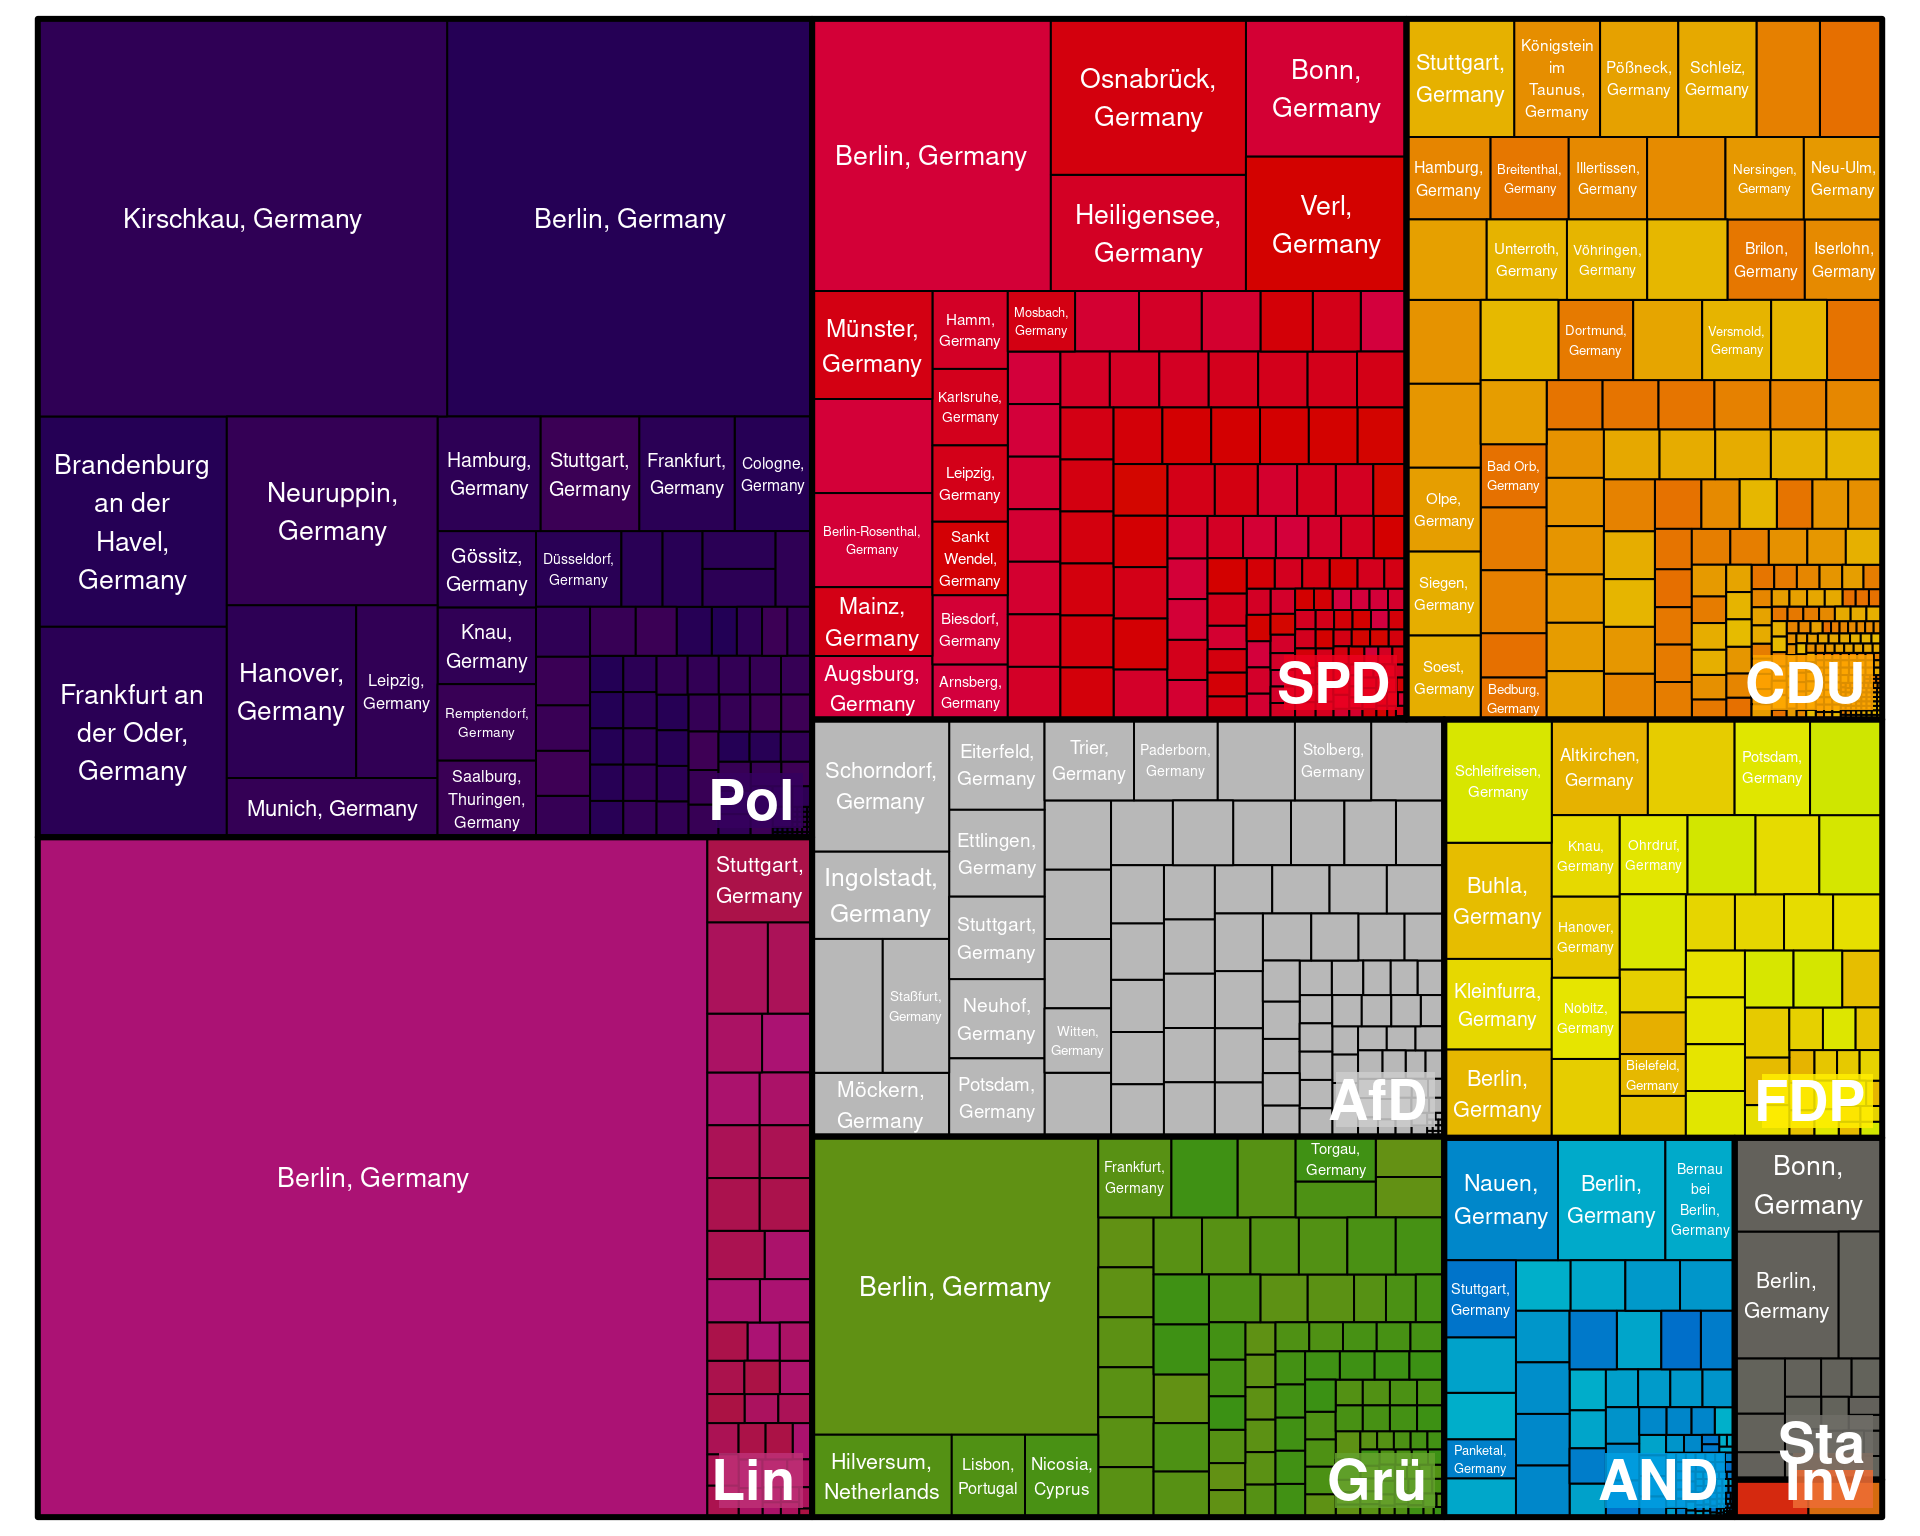 Kirschkau, Germany
Berlin, Germany
Brandenburg
an der
Havel,
Germany
Frankfurt an
der Oder,
Germany
Neuruppin,
Germany
Hanover,
Germany
Leipzig,
Germany
Munich, Germany
Hamburg,
Germany
Stuttgart,
Germany
Frankfurt,
Germany
Cologne,
Germany
Gössitz,
Germany
Düsseldorf,
Germany
Knau,
Germany
Remptendorf,
Germany
Saalburg,
Thuringen,
Germany
Pol
Berlin, Germany
Stuttgart,
Germany
Lin
Berlin, Germany
Osnabrück,
Germany
Bonn,
Germany
Heiligensee,
Germany
Verl,
Germany
Münster,
Germany
Berlin-Rosenthal,
Germany
Mainz,
Germany
Augsburg,
Germany
Hamm,
Germany
Karlsruhe,
Germany
Leipzig,
Germany
Sankt
Wendel,
Germany
Biesdorf,
Germany
Arnsberg,
Germany
Mosbach,
Germany
SPD
Stuttgart,
Germany
Königstein
im
Taunus,
Germany
Pößneck,
Germany
Schleiz,
Germany
Hamburg,
Germany
Breitenthal,
Germany
Illertissen,
Germany
Nersingen,
Germany
Neu-Ulm,
Germany
Unterroth,
Germany
Vöhringen,
Germany
Brilon,
Germany
Iserlohn,
Germany
Dortmund,
Germany
Versmold,
Germany
Bad Orb,
Germany
Olpe,
Germany
Siegen,
Germany
Soest,
Germany
Bedburg,
Germany
CDU
Schorndorf,
Germany
Ingolstadt,
Germany
Staßfurt,
Germany
Möckern,
Germany
Eiterfeld,
Germany
Ettlingen,
Germany
Stuttgart,
Germany
Neuhof,
Germany
Potsdam,
Germany
Trier,
Germany
Paderborn,
Germany
Stolberg,
Germany
Witten,
Germany
AfD
Schleifreisen,
Germany
Buhla,
Germany
Kleinfurra,
Germany
Berlin,
Germany
Altkirchen,
Germany
Potsdam,
Germany
Knau,
Germany
Ohrdruf,
Germany
Hanover,
Germany
Nobitz,
Germany
Bielefeld,
Germany
FDP
Berlin, Germany
Hilversum,
Netherlands
Lisbon,
Portugal
Nicosia,
Cyprus
Frankfurt,
Germany
Torgau,
Germany
Grü
Nauen,
Germany
Berlin,
Germany
Bernau
bei
Berlin,
Germany
Stuttgart,
Germany
Panketal,
Germany
AND
Bonn,
Germany
Berlin,
Germany
Sta
Inv